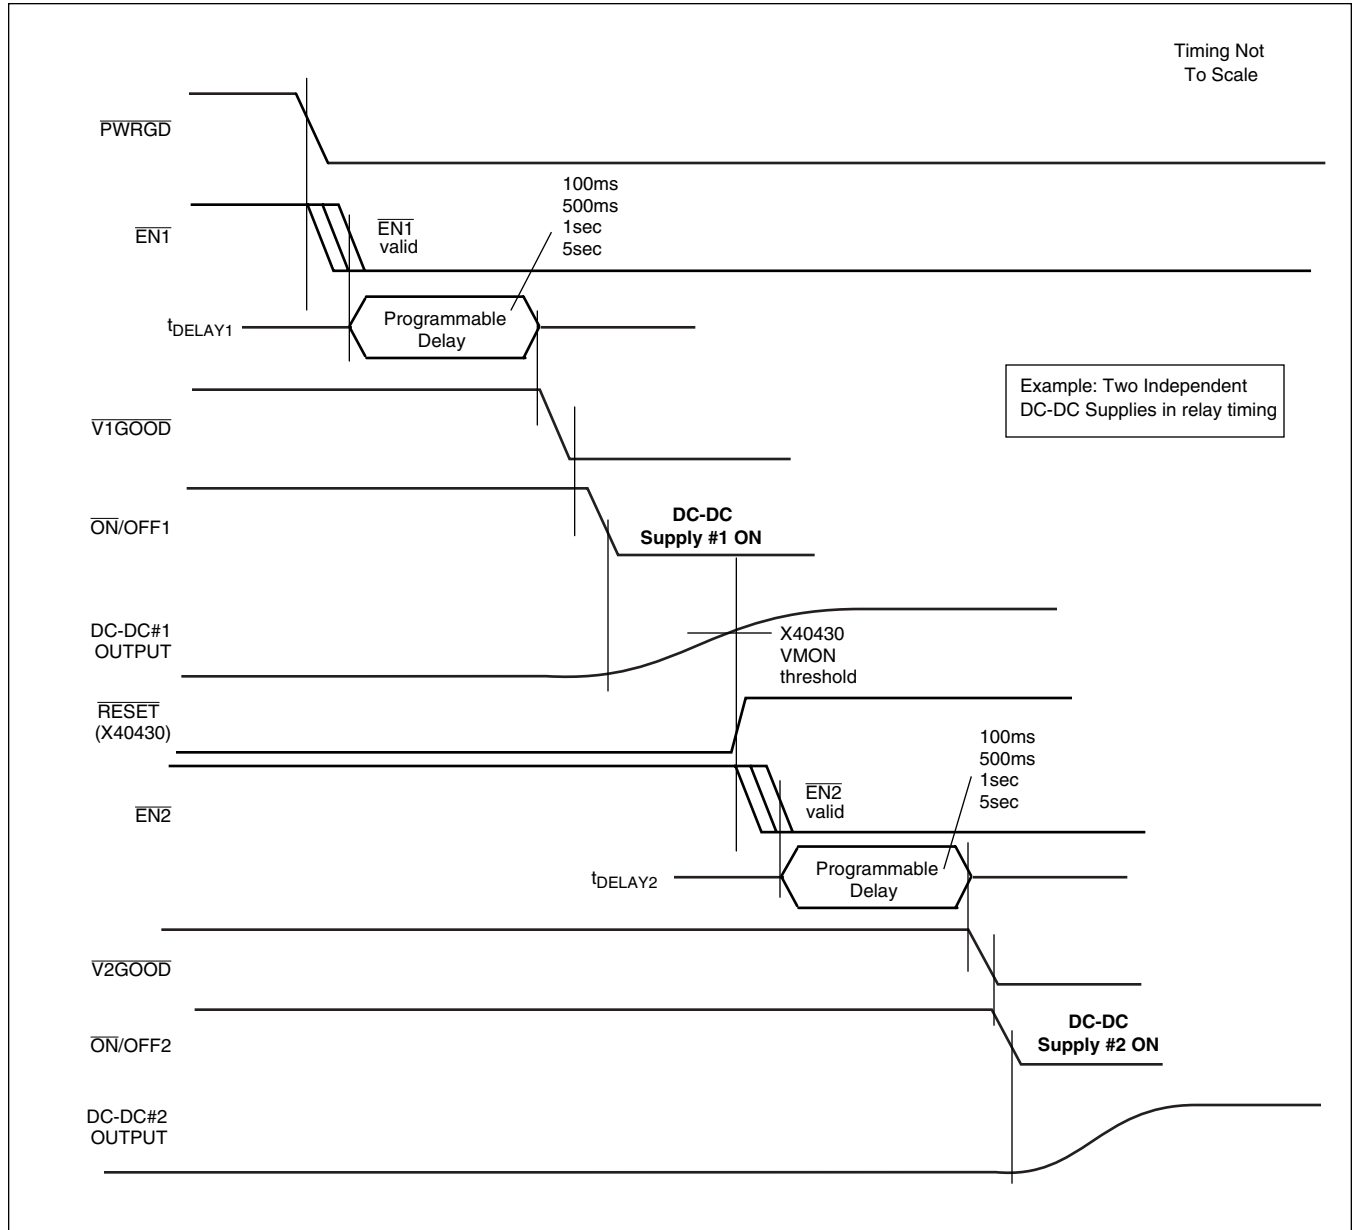 Timing Not
To Scale
PWRGD
100ms
500ms
1sec
5sec
EN1
EN1
valid
tDELAY1
Programmable
Delay
Example: Two Independent
DC-DC Supplies in relay timing
V1GOOD
ON/OFF1
DC-DC
Supply #1 ON
DC-DC#1
OUTPUT
X40430
VMON
threshold
RESET
(X40430)
100ms
500ms
1sec
5sec
EN2
EN2
valid
tDELAY2
Programmable
Delay
V2GOOD
ON/OFF2
DC-DC
Supply #2 ON
DC-DC#2
OUTPUT